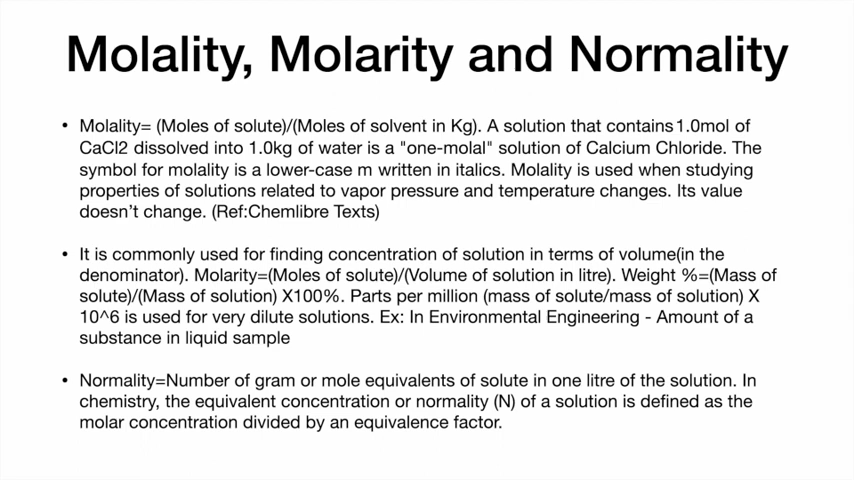 Molality, Molarity and Normality
• Molality= (Moles of solute)/(Moles of solvent in Kg). A solution that contains 1.0mol of
CaCl2 dissolved into 1.0kg of water is a "one-molal" solution of Calcium Chloride. The
symbol for molality is a lower-case m written in italics. Molality is used when studying
properties of solutions related to vapor pressure and temperature changes. Its value
doesn’t change. (Ref:Chemlibre Texts)
• It is commonly used for finding concentration of solution in terms of volume(in the
denominator). Molarity=(Moles of solute)/(Volume of solution in litre). Weight %=(Mass of
solute)/(Mass of solution) X100%. Parts per million (mass of solute/mass of solution) X
10^6 is used for very dilute solutions. Ex: In Environmental Engineering - Amount of a
substance in liquid sample
• Normality=Number of gram or mole equivalents of solute in one litre of the solution. In
chemistry, the equivalent concentration or normality (N) of a solution is defined as the
molar concentration divided by an equivalence factor.